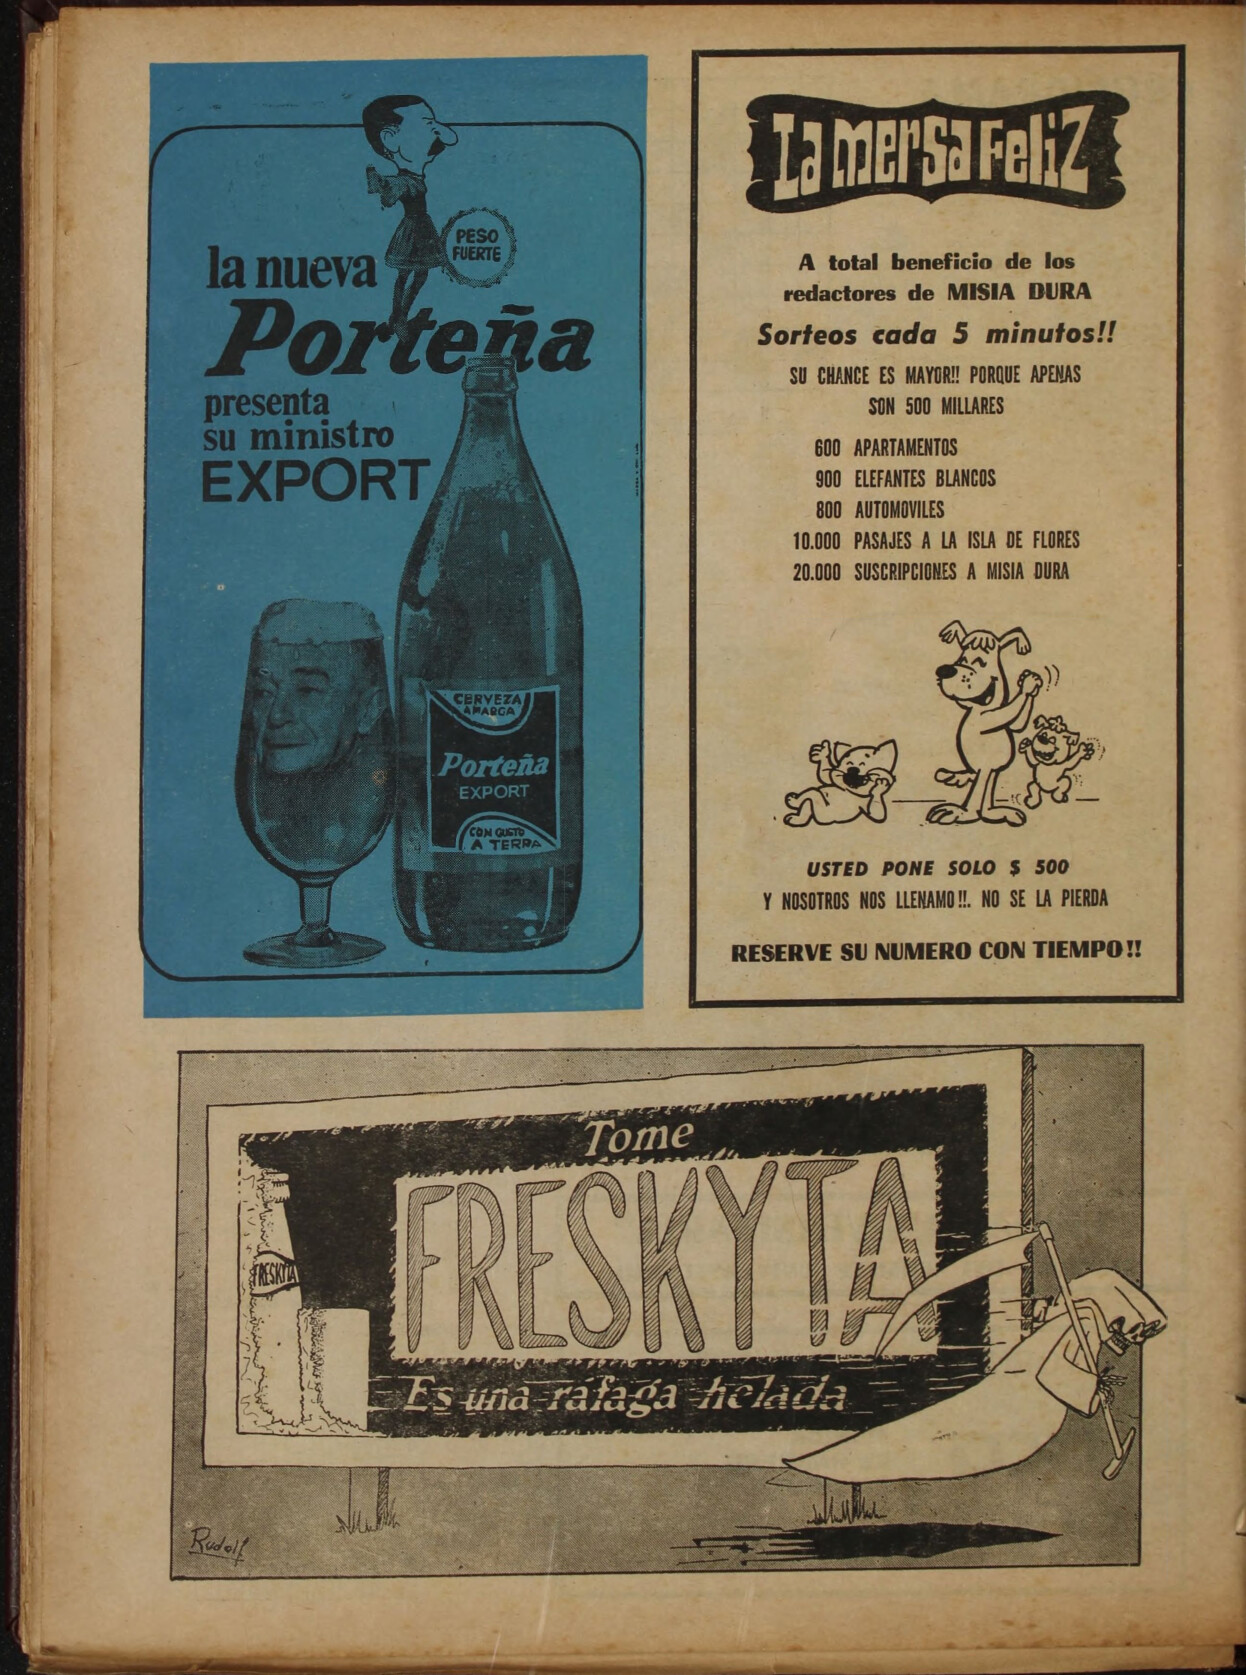 PESO
FUERTE
la nueva
Porteña
presenta
su ministro
EXPORT
CERVEZA
AMARGA
Porteña
EXPORT
CON GUSTO
A TERRA
La mersa Feliz
A total beneficio de los
redactores de MISIA DURA
Sorteos cada 5 minutos!!
SU CHANCE ES MAYOR!! PORQUE APENAS
SON 500 MILLARES
600 APARTAMENTOS
900 ELEFANTES BLANCOS
800 AUTOMOVILES
10.000 PASAJES A LA ISLA DE FLORES
20.000 SUSCRIPCIONES A MISIA DURA
USTED PONE SOLO $ 500
Y NOSOTROS NOS LLENAMO!!. NO SE LA PIERDA
RESERVE SU NUMERO CON TIEMPO!!
Tome
FRESKYTA
FRESKYTA
Es una ráfaga helada
Rudolf